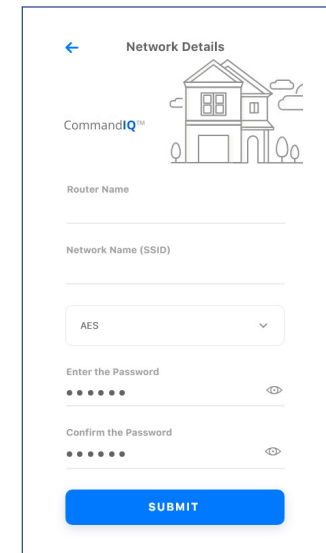 Network Details
CommandIQ™
Router Name
Network Name (SSID)
AES
Enter the Password
Confirm the Password
SUBMIT